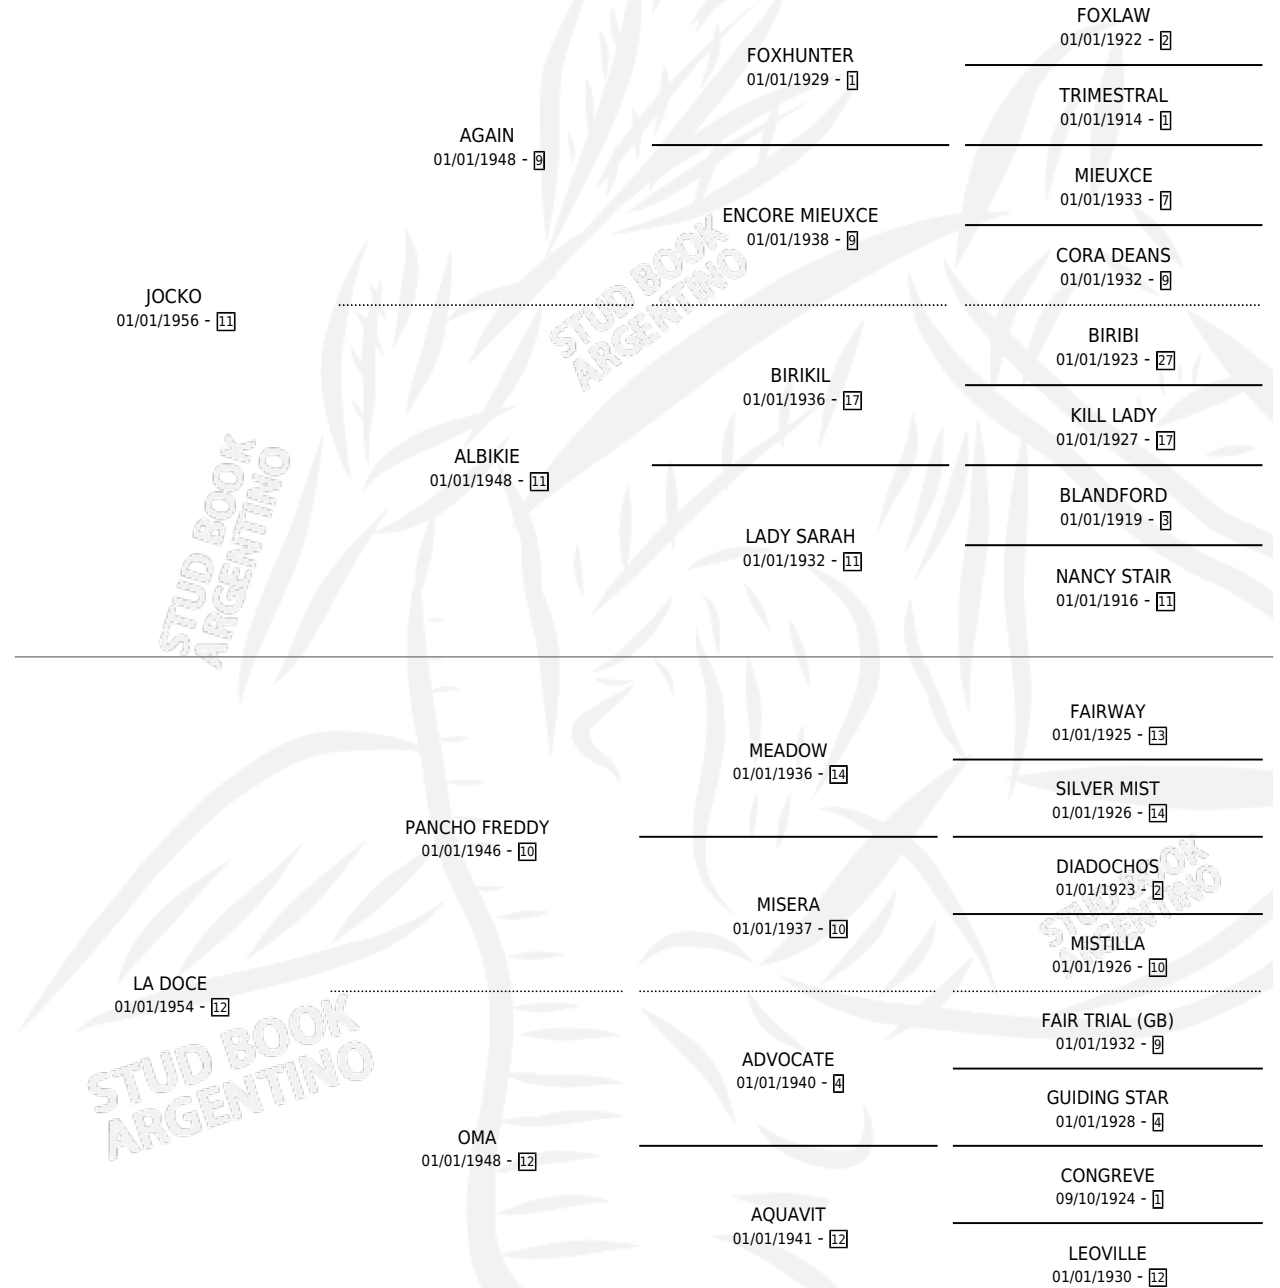 FOXLAW
01/01/1922 - 2
FOXHUNTER
01/01/1929 - 1
TRIMESTRAL
01/01/1914 - 1
AGAIN
01/01/1948 - 9
MIEUXCE
01/01/1933 - 7
ENCORE MIEUXCE
01/01/1938 - 9
CORA DEANS
01/01/1932 - 9
JOCKO
01/01/1956 - 11
BIRIBI
01/01/1923 - 27
BIRIKIL
01/01/1936 - 17
KILL LADY
01/01/1927 - 17
ALBIKIE
01/01/1948 - 11
BLANDFORD
01/01/1919 - 3
LADY SARAH
01/01/1932 - 11
NANCY STAIR
01/01/1916 - 11
FAIRWAY
01/01/1925 - 13
MEADOW
01/01/1936 - 14
SILVER MIST
01/01/1926 - 14
PANCHO FREDDY
01/01/1946 - 10
DIADOCHOS
01/01/1923 - 2
MISERA
01/01/1937 - 10
MISTILLA
01/01/1926 - 10
LA DOCE
01/01/1954 - 12
FAIR TRIAL (GB)
01/01/1932 - 9
ADVOCATE
01/01/1940 - 4
GUIDING STAR
01/01/1928 - 4
OMA
01/01/1948 - 12
CONGREVE
09/10/1924 - 1
AQUAVIT
01/01/1941 - 12
LEOVILLE
01/01/1930 - 12
STUD BOOK
ARGENTINO
STUD BOOK
ARGENTINO
STUD BOOK
ARGENTINO
STUD BOOK
ARGENTINO